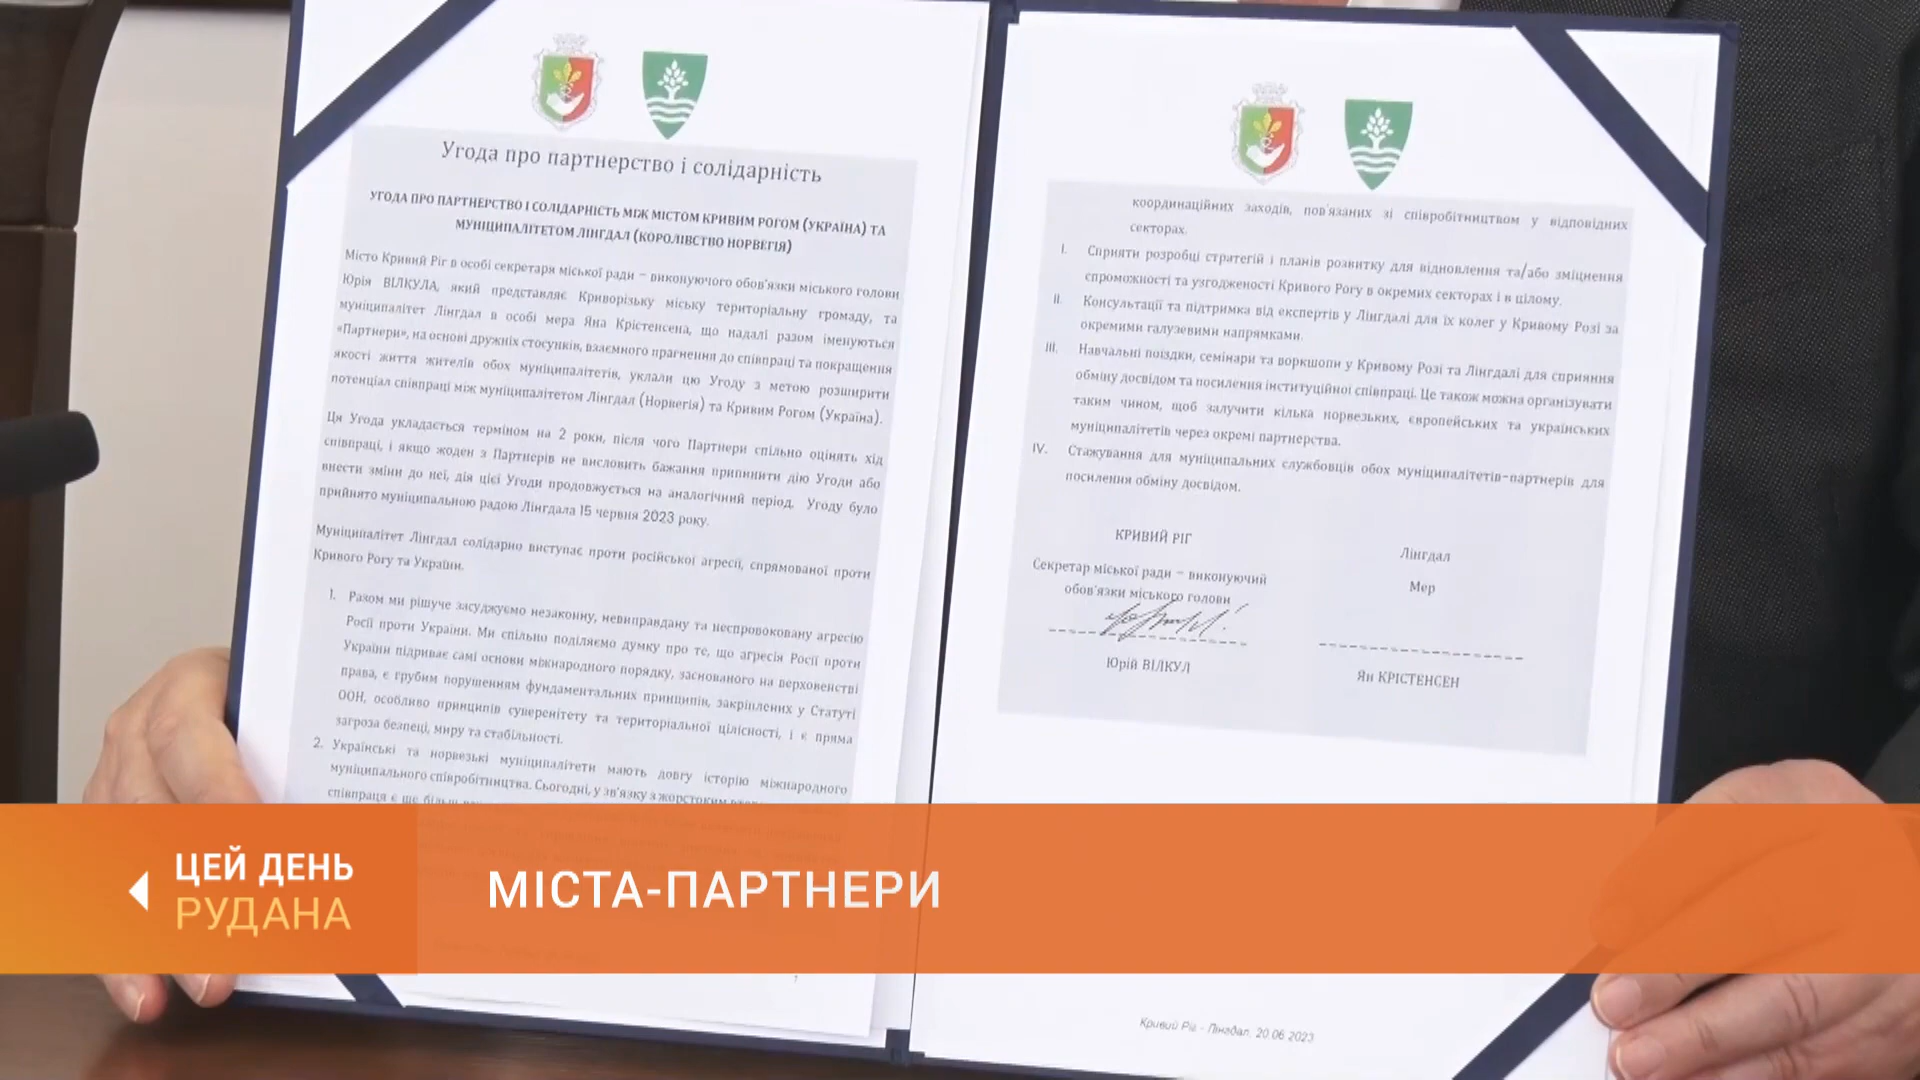 Угода про партнерство і солідарність
УГОДА ПРО ПАРТНЕРСТВО І СОЛІДАРНІСТЬ МІЖ МІСТОМ КРИВИМ РОГОМ (УКРАЇНА) ТА
МУНІЦИПАЛІТЕТОМ ЛІНГДАЛ (КОРОЛІВСТВО НОРВЕГІЯ)
Місто Кривий Ріг в особі секретаря міської ради – виконуючого обов'язки міського голови
Юрія ВІЛКУЛА, який представляє Криворізьку міську територіальну громаду, та
муніципалітет Лінгдал в особі мера Яна Крістенсена, що надалі разом іменуються
«Партнери», на основі дружніх стосунків, взаємного прагнення до співпраці та покращення
якості життя жителів обох муніципалітетів, уклали цю Угоду з метою розширити
потенціал співпраці між муніципалітетом Лінгдал (Норвегія) та Кривим Рогом (Україна).
Ця Угода укладається терміном на 2 роки, після чого Партнери спільно оцінять хід
співпраці, і якщо жоден з Партнерів не висловить бажання припинити дію Угоди або
внести зміни до неї, дія цієї Угоди продовжується на аналогічний період. Угоду було
прийнято муніципальною радою Лінгдала 15 червня 2023 року.
Муніципалітет Лінгдал солідарно виступає проти російської агресії, спрямованої проти
Кривого Рогу та України.
1. Разом ми рішуче засуджуємо незаконну, невиправдану та неспровоковану агресію
Росії проти України. Ми спільно поділяємо думку про те, що агресія Росії проти
України підриває самі основи міжнародного порядку, заснованого на верховенстві
права, є грубим порушенням фундаментальних принципів, закріплених у Статуті
ООН, особливо принципів суверенітету та територіальної цілісності, і є пряма
загроза безпеці, миру та стабільності.
2. Українські та норвезькі муніципалітети мають довгу історію міжнародного
муніципального співробітництва. Сьогодні, у зв'язку з жорстоким
співпраця є ще більш
1
координаційних заходів, пов'язаних зі співробітництвом у відповідних
секторах.
I. Сприяти розробці стратегій і планів розвитку для відновлення та/або зміцнення
спроможності та узгодженості Кривого Рогу в окремих секторах і в цілому.
II. Консультації та підтримка від експертів у Лінгдалі для їх колег у Кривому Розі за
окремими галузевими напрямками.
III. Навчальні поїздки, семінари та воркшопи у Кривому Розі та Лінгдалі для сприяння
обміну досвідом та посилення інституційної співпраці. Це також можна організувати
таким чином, щоб залучити кілька норвезьких, європейських та українських
муніципалітетів через окремі партнерства.
IV. Стажування для муніципальних службовців обох муніципалітетів-партнерів для
посилення обміну досвідом.
КРИВИЙ РІГ
Секретар міської ради – виконуючий
обов'язки міського голови
Юрій ВІЛКУЛ
Лінгдал
Мер
Ян КРІСТЕНСЕН
Кривий Ріг - Лінгдал, 20.06.2023
ЦЕЙ ДЕНЬ
РУДАНА
МІСТА-ПАРТНЕРИ